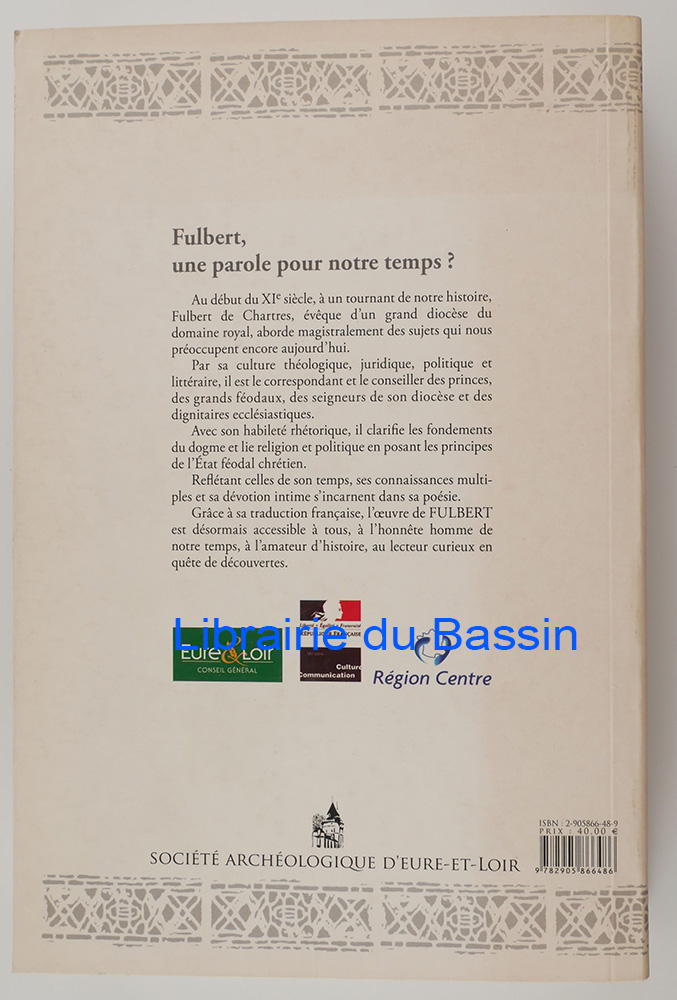 Fulbert,
une parole pour notre temps ?
Au début du XIe siècle, à un tournant de notre histoire,
Fulbert de Chartres, évêque d'un grand diocèse du
domaine royal, aborde magistralement des sujets qui nous
préoccupent encore aujourd'hui.
Par sa culture théologique, juridique, politique et
littéraire, il est le correspondant et le conseiller des princes,
des grands féodaux, des seigneurs de son diocèse et des
dignitaires ecclésiastiques.
Avec son habileté rhétorique, il clarifie les fondements
du dogme et lie religion et politique en posant les principes
de l'État féodal chrétien.
Reflétant celles de son temps, ses connaissances multi-
ples et sa dévotion intime s'incarnent dans sa poésie.
Grâce à sa traduction française, l'œuvre de FULBERT
est désormais accessible à tous, à l'honnête homme de
notre temps, à l'amateur d'histoire, au lecteur curieux en
quête de découvertes.
Liberté • Égalité • Fraternité
RÉPUBLIQUE FRANÇAISE
Librairie du Bassin
Eure & Loir
CONSEIL GÉNÉRAL
Culture
Communication
Région Centre
ISBN : 2-905866-48-9
PRIX : 40,00 €
9 782905 866486
SOCIÉTÉ ARCHÉOLOGIQUE D'EURE-ET-LOIR